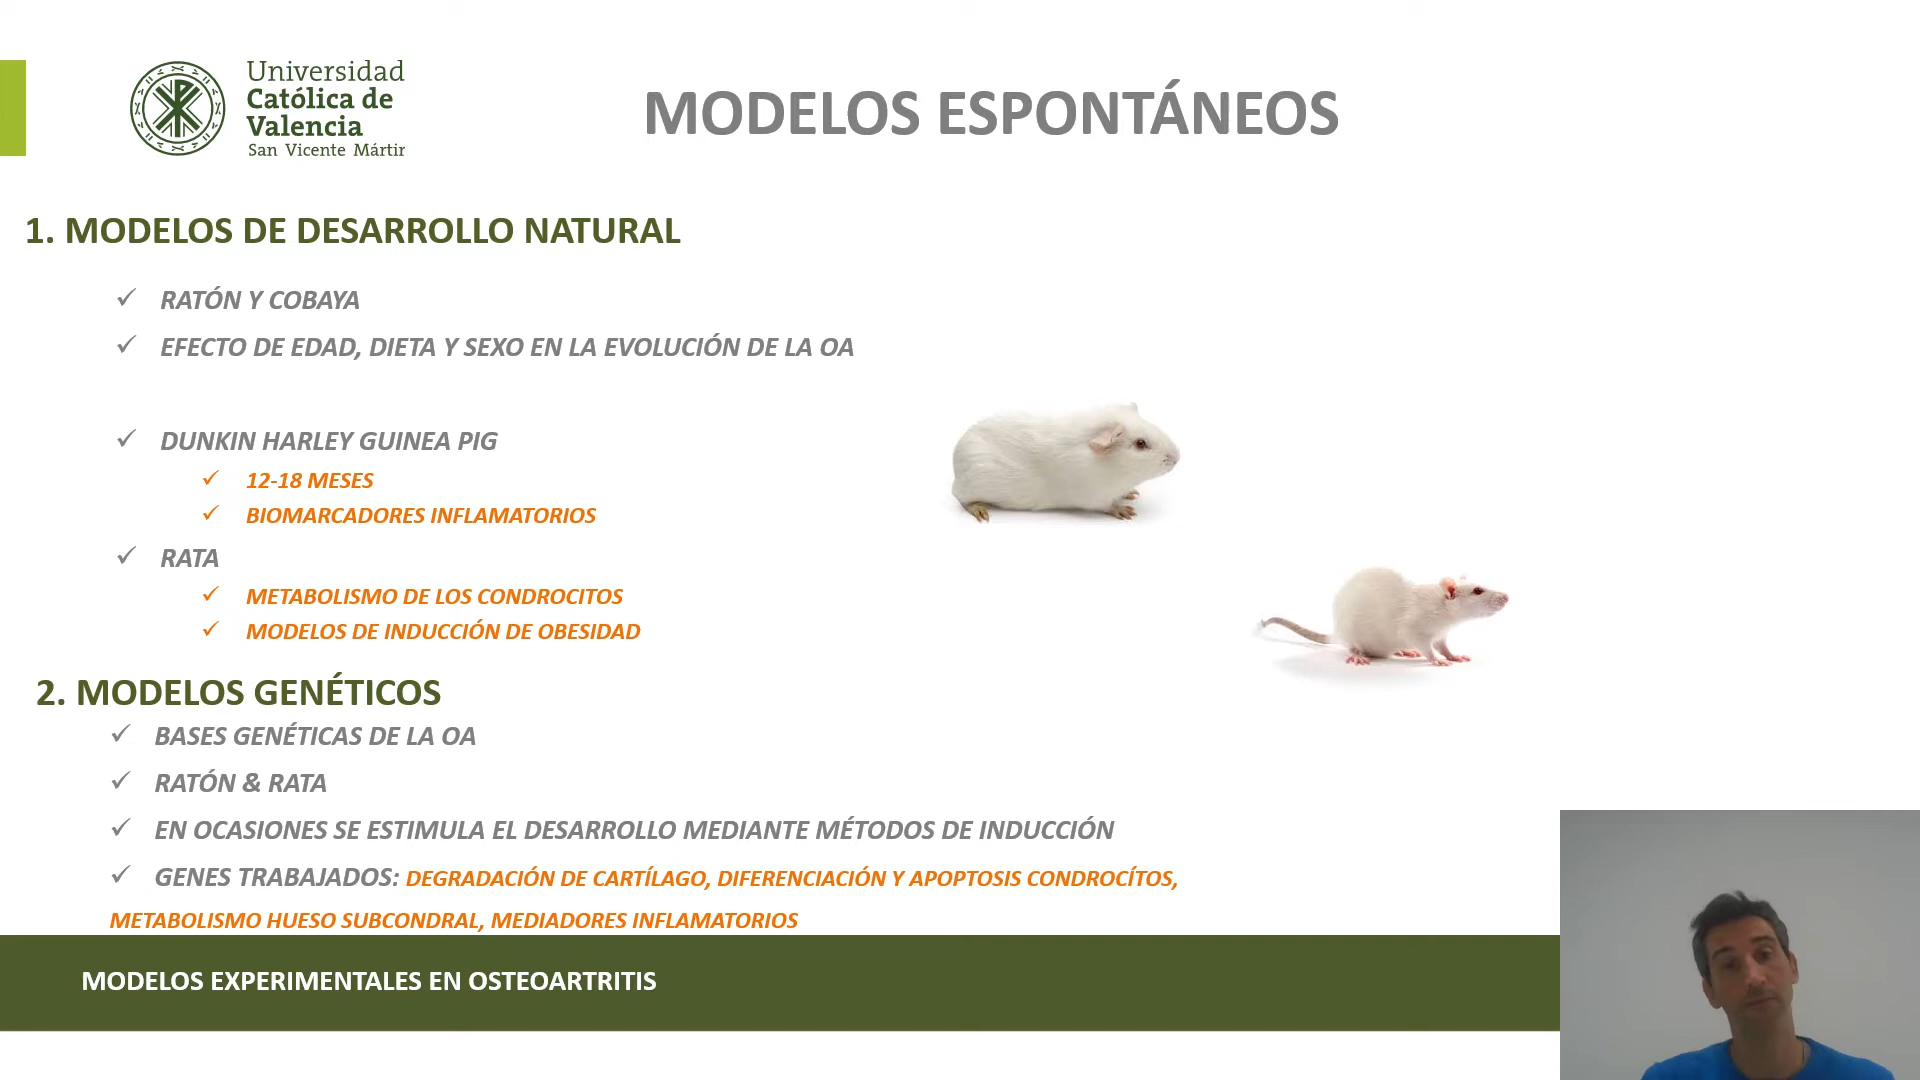 Universidad
Católica de
Valencia
San Vicente Mártir
MODELOS ESPONTÁNEOS
1. MODELOS DE DESARROLLO NATURAL
✓ RATÓN Y COBAYA
✓ EFECTO DE EDAD, DIETA Y SEXO EN LA EVOLUCIÓN DE LA OA
✓ DUNKIN HARLEY GUINEA PIG
✓ 12-18 MESES
✓ BIOMARCADORES INFLAMATORIOS
✓ RATA
✓ METABOLISMO DE LOS CONDROCITOS
✓ MODELOS DE INDUCCIÓN DE OBESIDAD
2. MODELOS GENÉTICOS
✓ BASES GENÉTICAS DE LA OA
✓ RATÓN & RATA
✓ EN OCASIONES SE ESTIMULA EL DESARROLLO MEDIANTE MÉTODOS DE INDUCCIÓN
✓ GENES TRABAJADOS: DEGRADACIÓN DE CARTÍLAGO, DIFERENCIACIÓN Y APOPTOSIS CONDROCÍTOS,
METABOLISMO HUESO SUBCONDRAL, MEDIADORES INFLAMATORIOS
MODELOS EXPERIMENTALES EN OSTEOARTRITIS